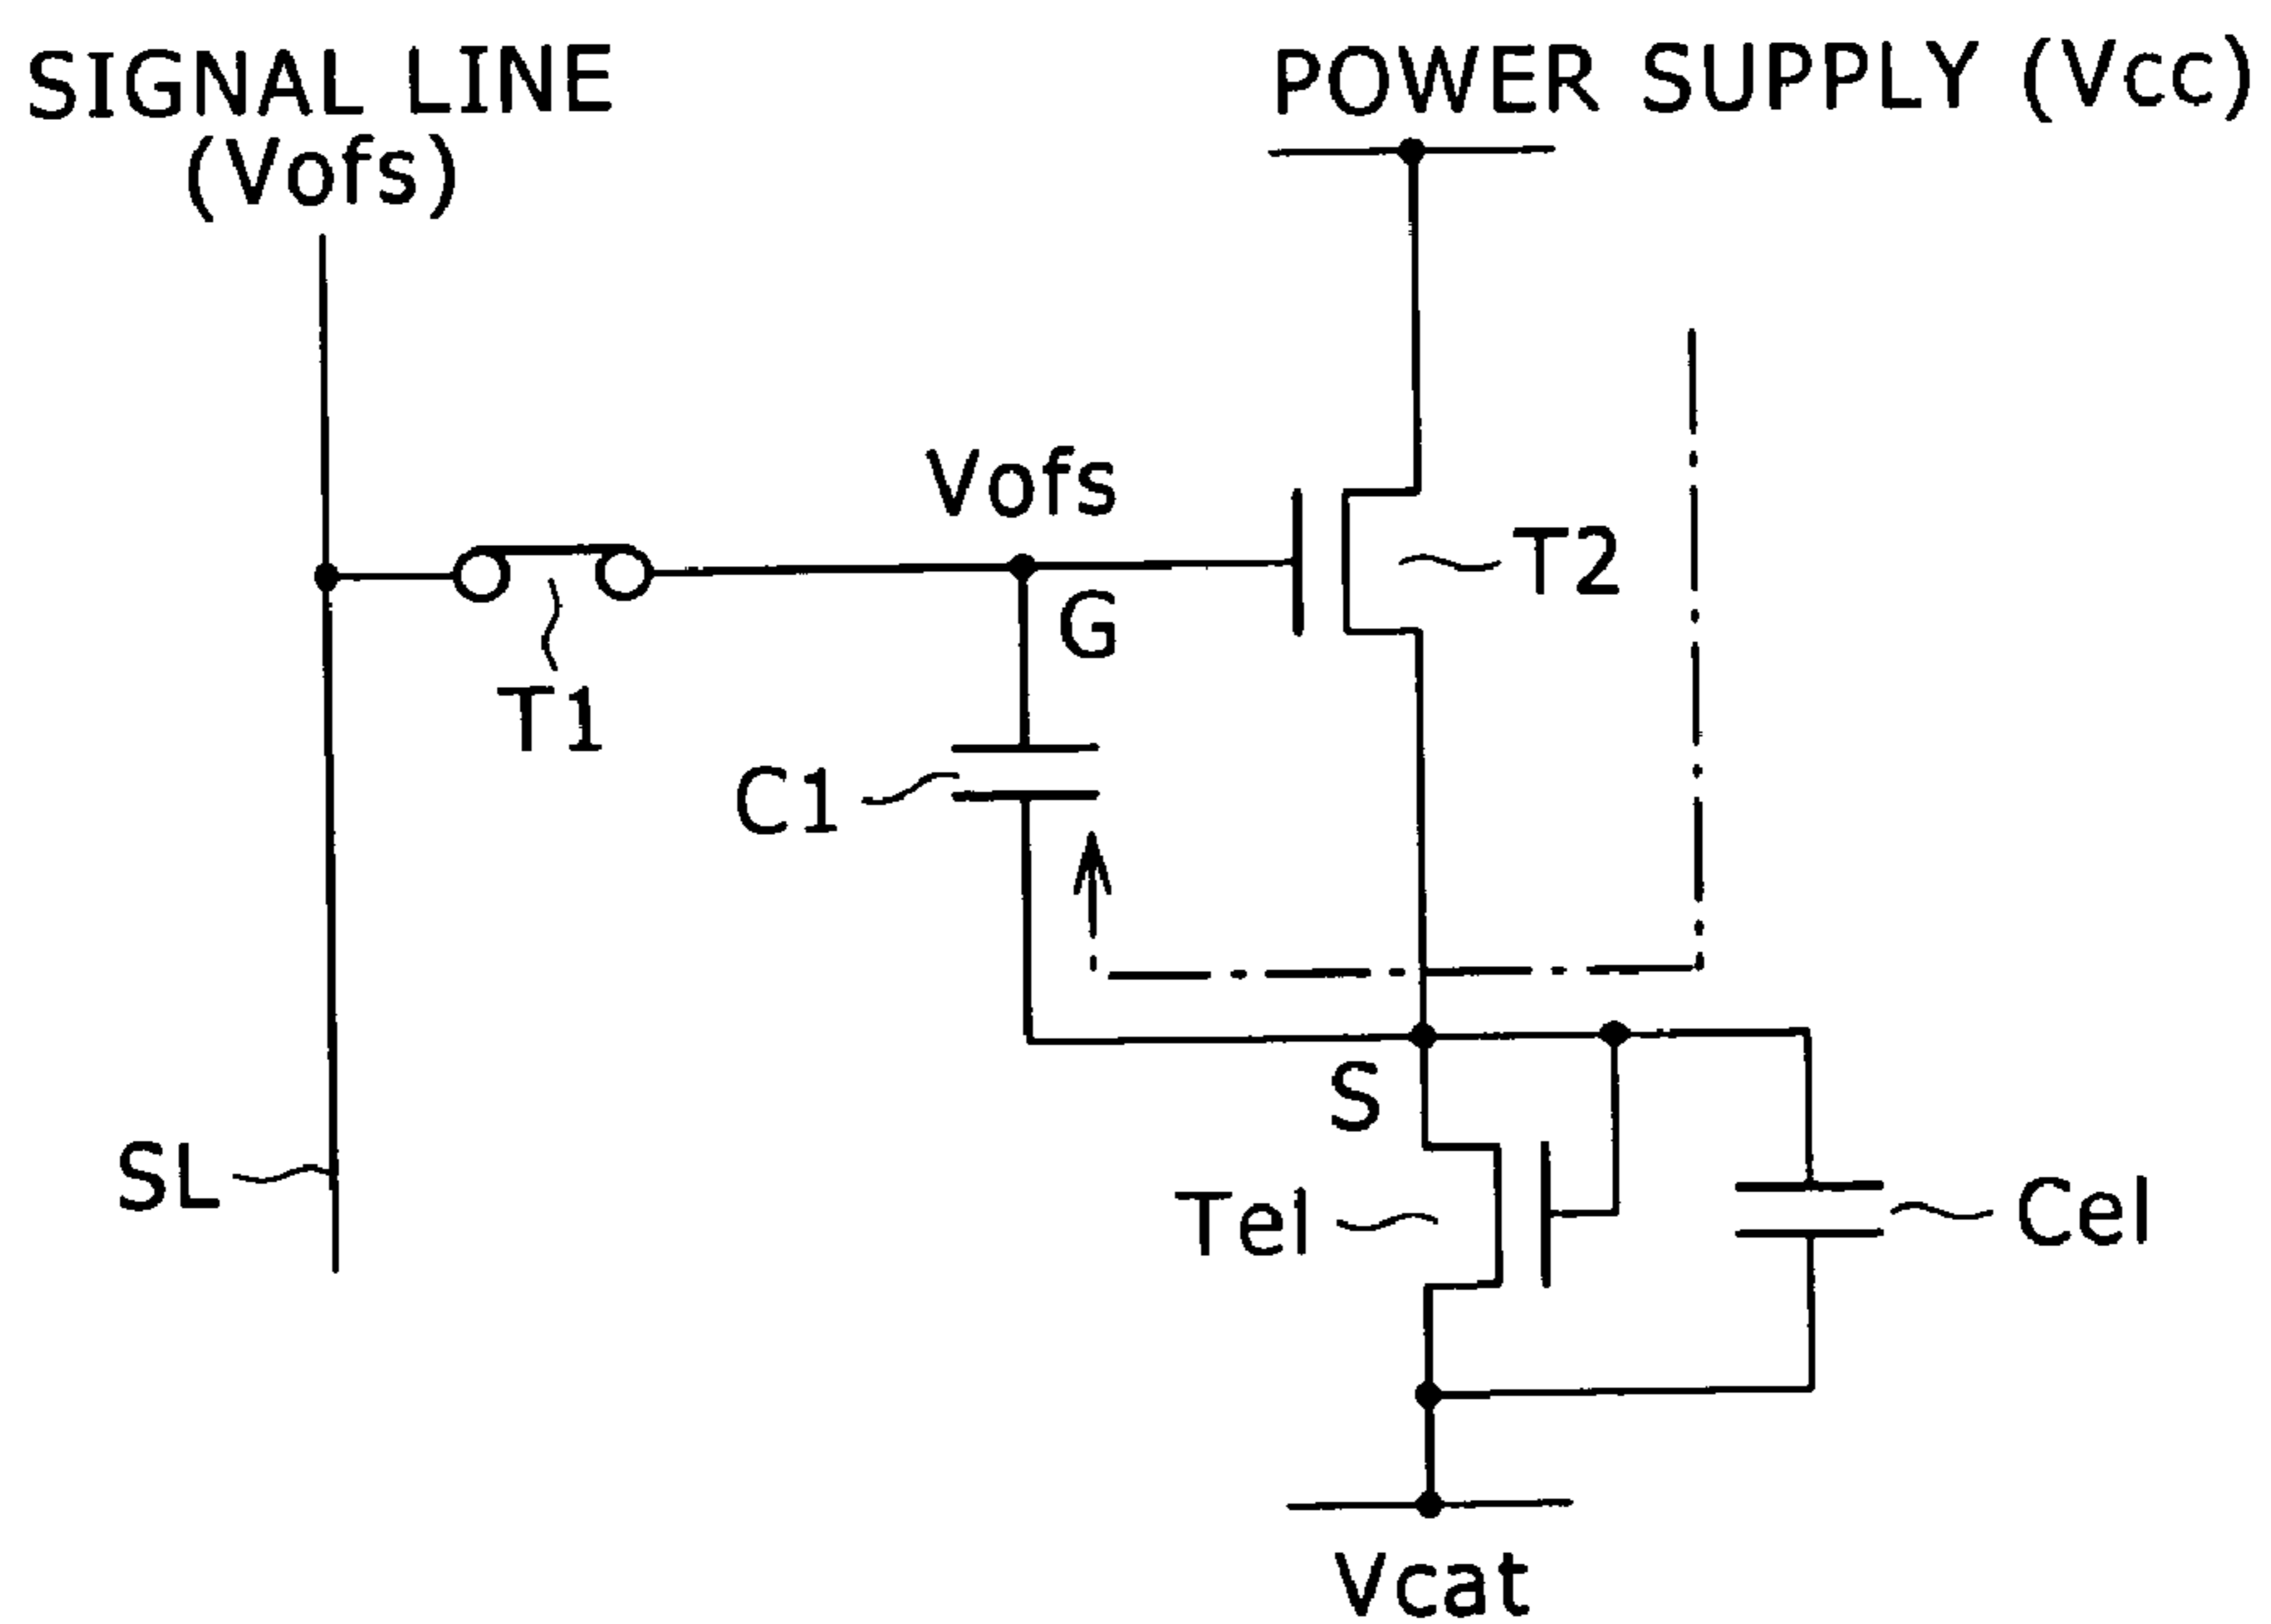 SIGNAL LINE
(Vofs)
POWER SUPPLY (Vcc)
Vofs
T2
G
T1
C1
S
SL
Tel
Cel
Vcat